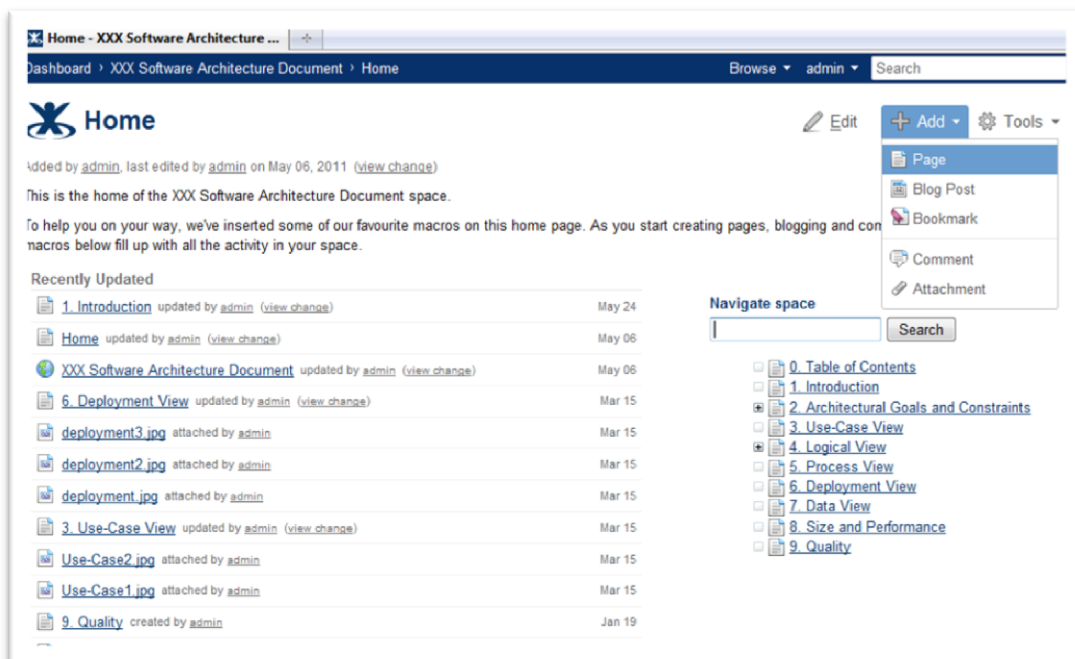 Home - XXX Software Architecture ...
Dashboard › XXX Software Architecture Document › Home
Browse admin Search
Home
Edit Add Tools
Added by admin, last edited by admin on May 06, 2011 (view change)
Page
This is the home of the XXX Software Architecture Document space.
Blog Post
To help you on your way, we've inserted some of our favourite macros on this home page. As you start creating pages, blogging and com
Bookmark
macros below fill up with all the activity in your space.
Comment
Attachment
Recently Updated
1. Introduction updated by admin (view change) May 24
Home updated by admin (view change) May 06
XXX Software Architecture Document updated by admin (view change) May 06
6. Deployment View updated by admin (view change) Mar 15
deployment3.jpg attached by admin Mar 15
deployment2.jpg attached by admin Mar 15
deployment.jpg attached by admin Mar 15
3. Use-Case View updated by admin (view change) Mar 15
Use-Case2.jpg attached by admin Mar 15
Use-Case1.jpg attached by admin Mar 15
9. Quality created by admin Jan 19
Navigate space
Search
0. Table of Contents
1. Introduction
2. Architectural Goals and Constraints
3. Use-Case View
4. Logical View
5. Process View
6. Deployment View
7. Data View
8. Size and Performance
9. Quality